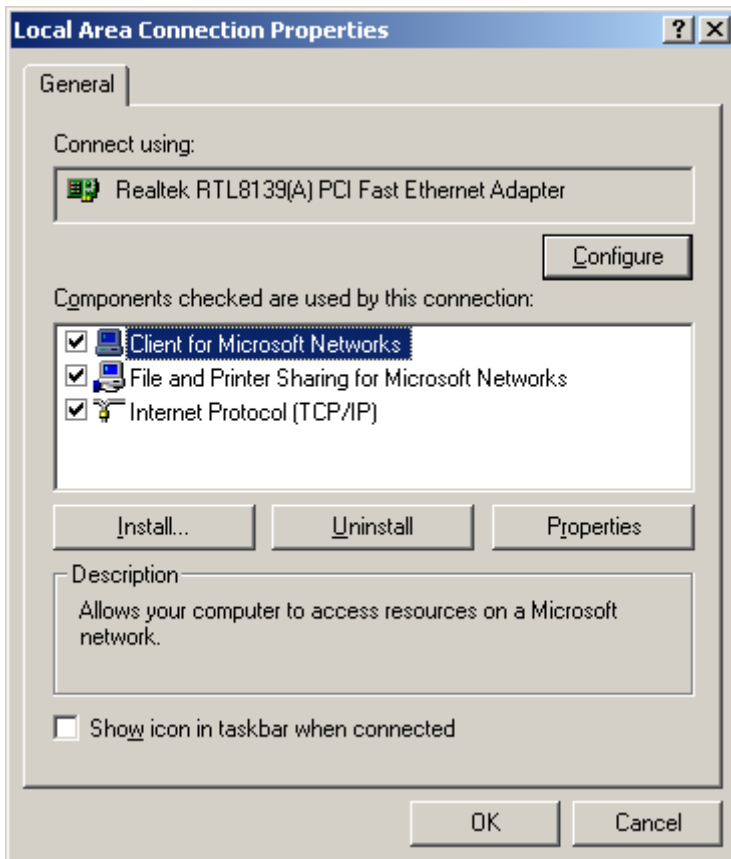 Local Area Connection Properties
General
Connect using:
Realtek RTL8139(A) PCI Fast Ethernet Adapter
Configure
Components checked are used by this connection:
Client for Microsoft Networks
File and Printer Sharing for Microsoft Networks
Internet Protocol (TCP/IP)
Install...
Uninstall
Properties
Description
Allows your computer to access resources on a Microsoft
network.
Show icon in taskbar when connected
OK
Cancel